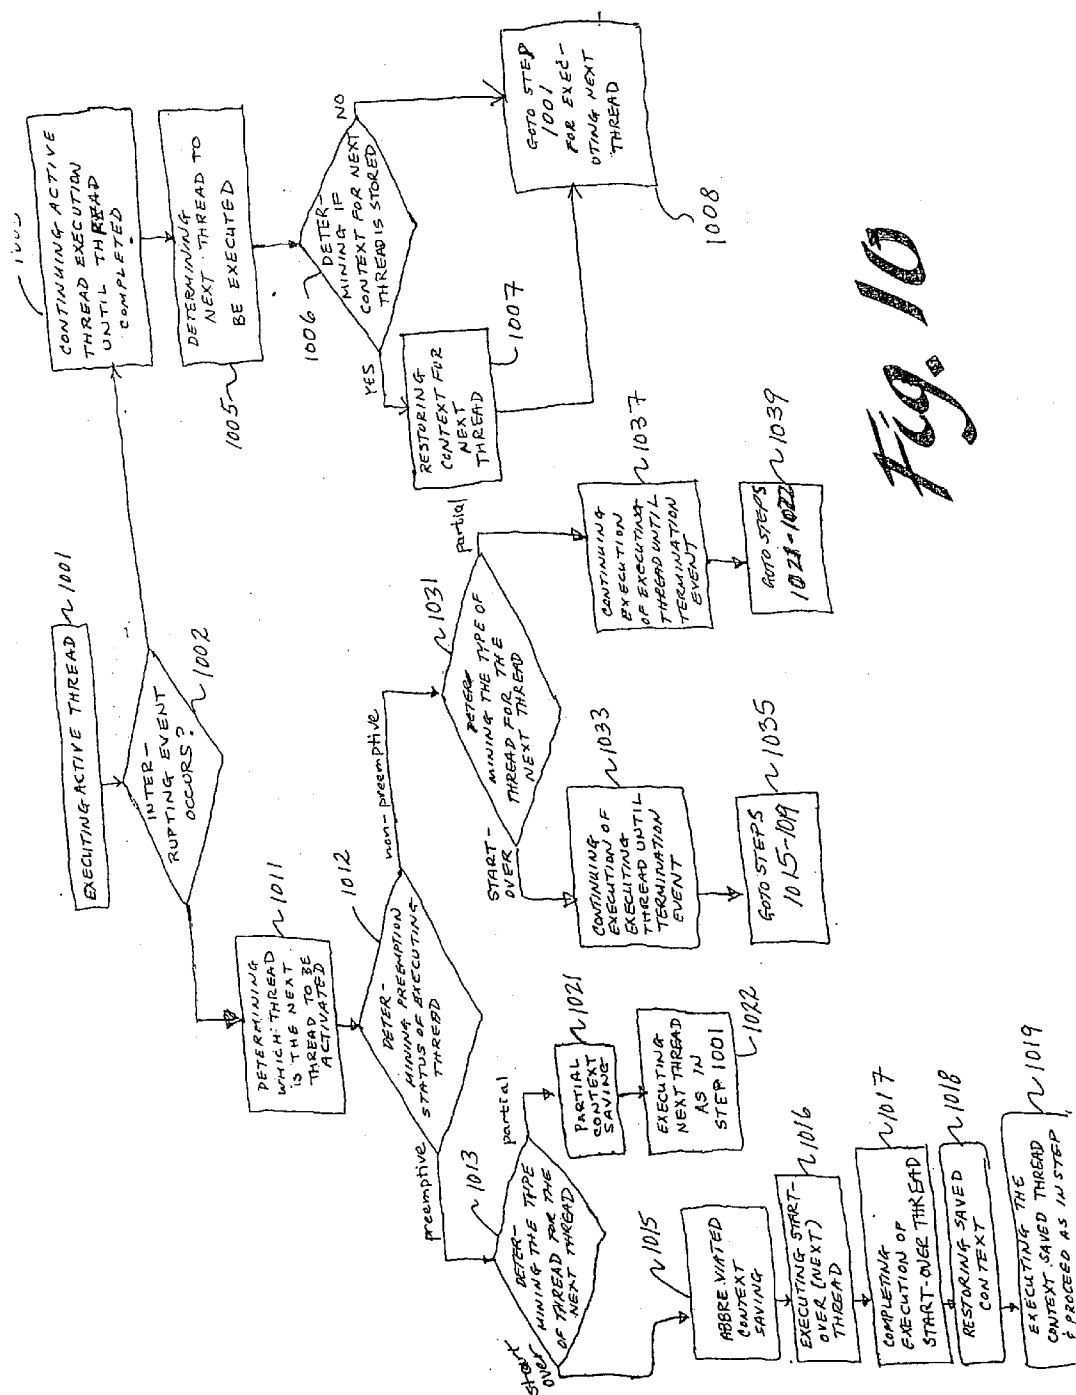 EXECUTING ACTIVE THREAD
1001
INTER-
RUPTING EVENT
OCCURS?
1002
CONTINUING ACTIVE
THREAD EXECUTION
UNTIL THREAD
COMPLETED
DETERMINING
NEXT THREAD TO
BE EXECUTED
1005
DETER-
MINING IF
CONTEXT FOR NEXT
THREAD IS STORED
1006
YES
NO
RESTORING
CONTEXT FOR
NEXT
THREAD
1007
GOTO STEP
1001
FOR EXEC-
UTING NEXT
THREAD
1008
DETERMINING
WHICH THREAD
IS THE NEXT
THREAD TO BE
ACTIVATED
1011
DETER-
MINING PREEMPTION
STATUS OF EXECUTING
THREAD
1012
preemptive
non-preemptive
DETER-
MINING THE TYPE
OF THREAD FOR THE
NEXT THREAD
1013
start
over
partial
PARTIAL
CONTEXT
SAVING
1021
EXECUTING
NEXT THREAD
AS IN
STEP 1001
1022
ABBREVIATED
CONTEXT
SAVING
1015
EXECUTING START-
OVER (NEXT)
THREAD
1016
COMPLETING
EXECUTION OF
START-OVER THREAD
1017
RESTORING SAVED
CONTEXT
1018
EXECUTING THE
CONTEXT SAVED THREAD
& PROCEED AS IN STEP
1019
DETER-
MINING THE TYPE OF
THREAD FOR THE
NEXT THREAD
1031
START-
OVER
partial
CONTINUING
EXECUTION OF
EXECUTING
THREAD UNTIL
TERMINATION
EVENT
1033
GOTO STEPS
1015-1019
1035
CONTINUING
EXECUTION
OF EXECUTING
THREAD UNTIL
TERMINATION
EVENT
1037
GOTO STEPS
1021-1022
1039
Fig. 10